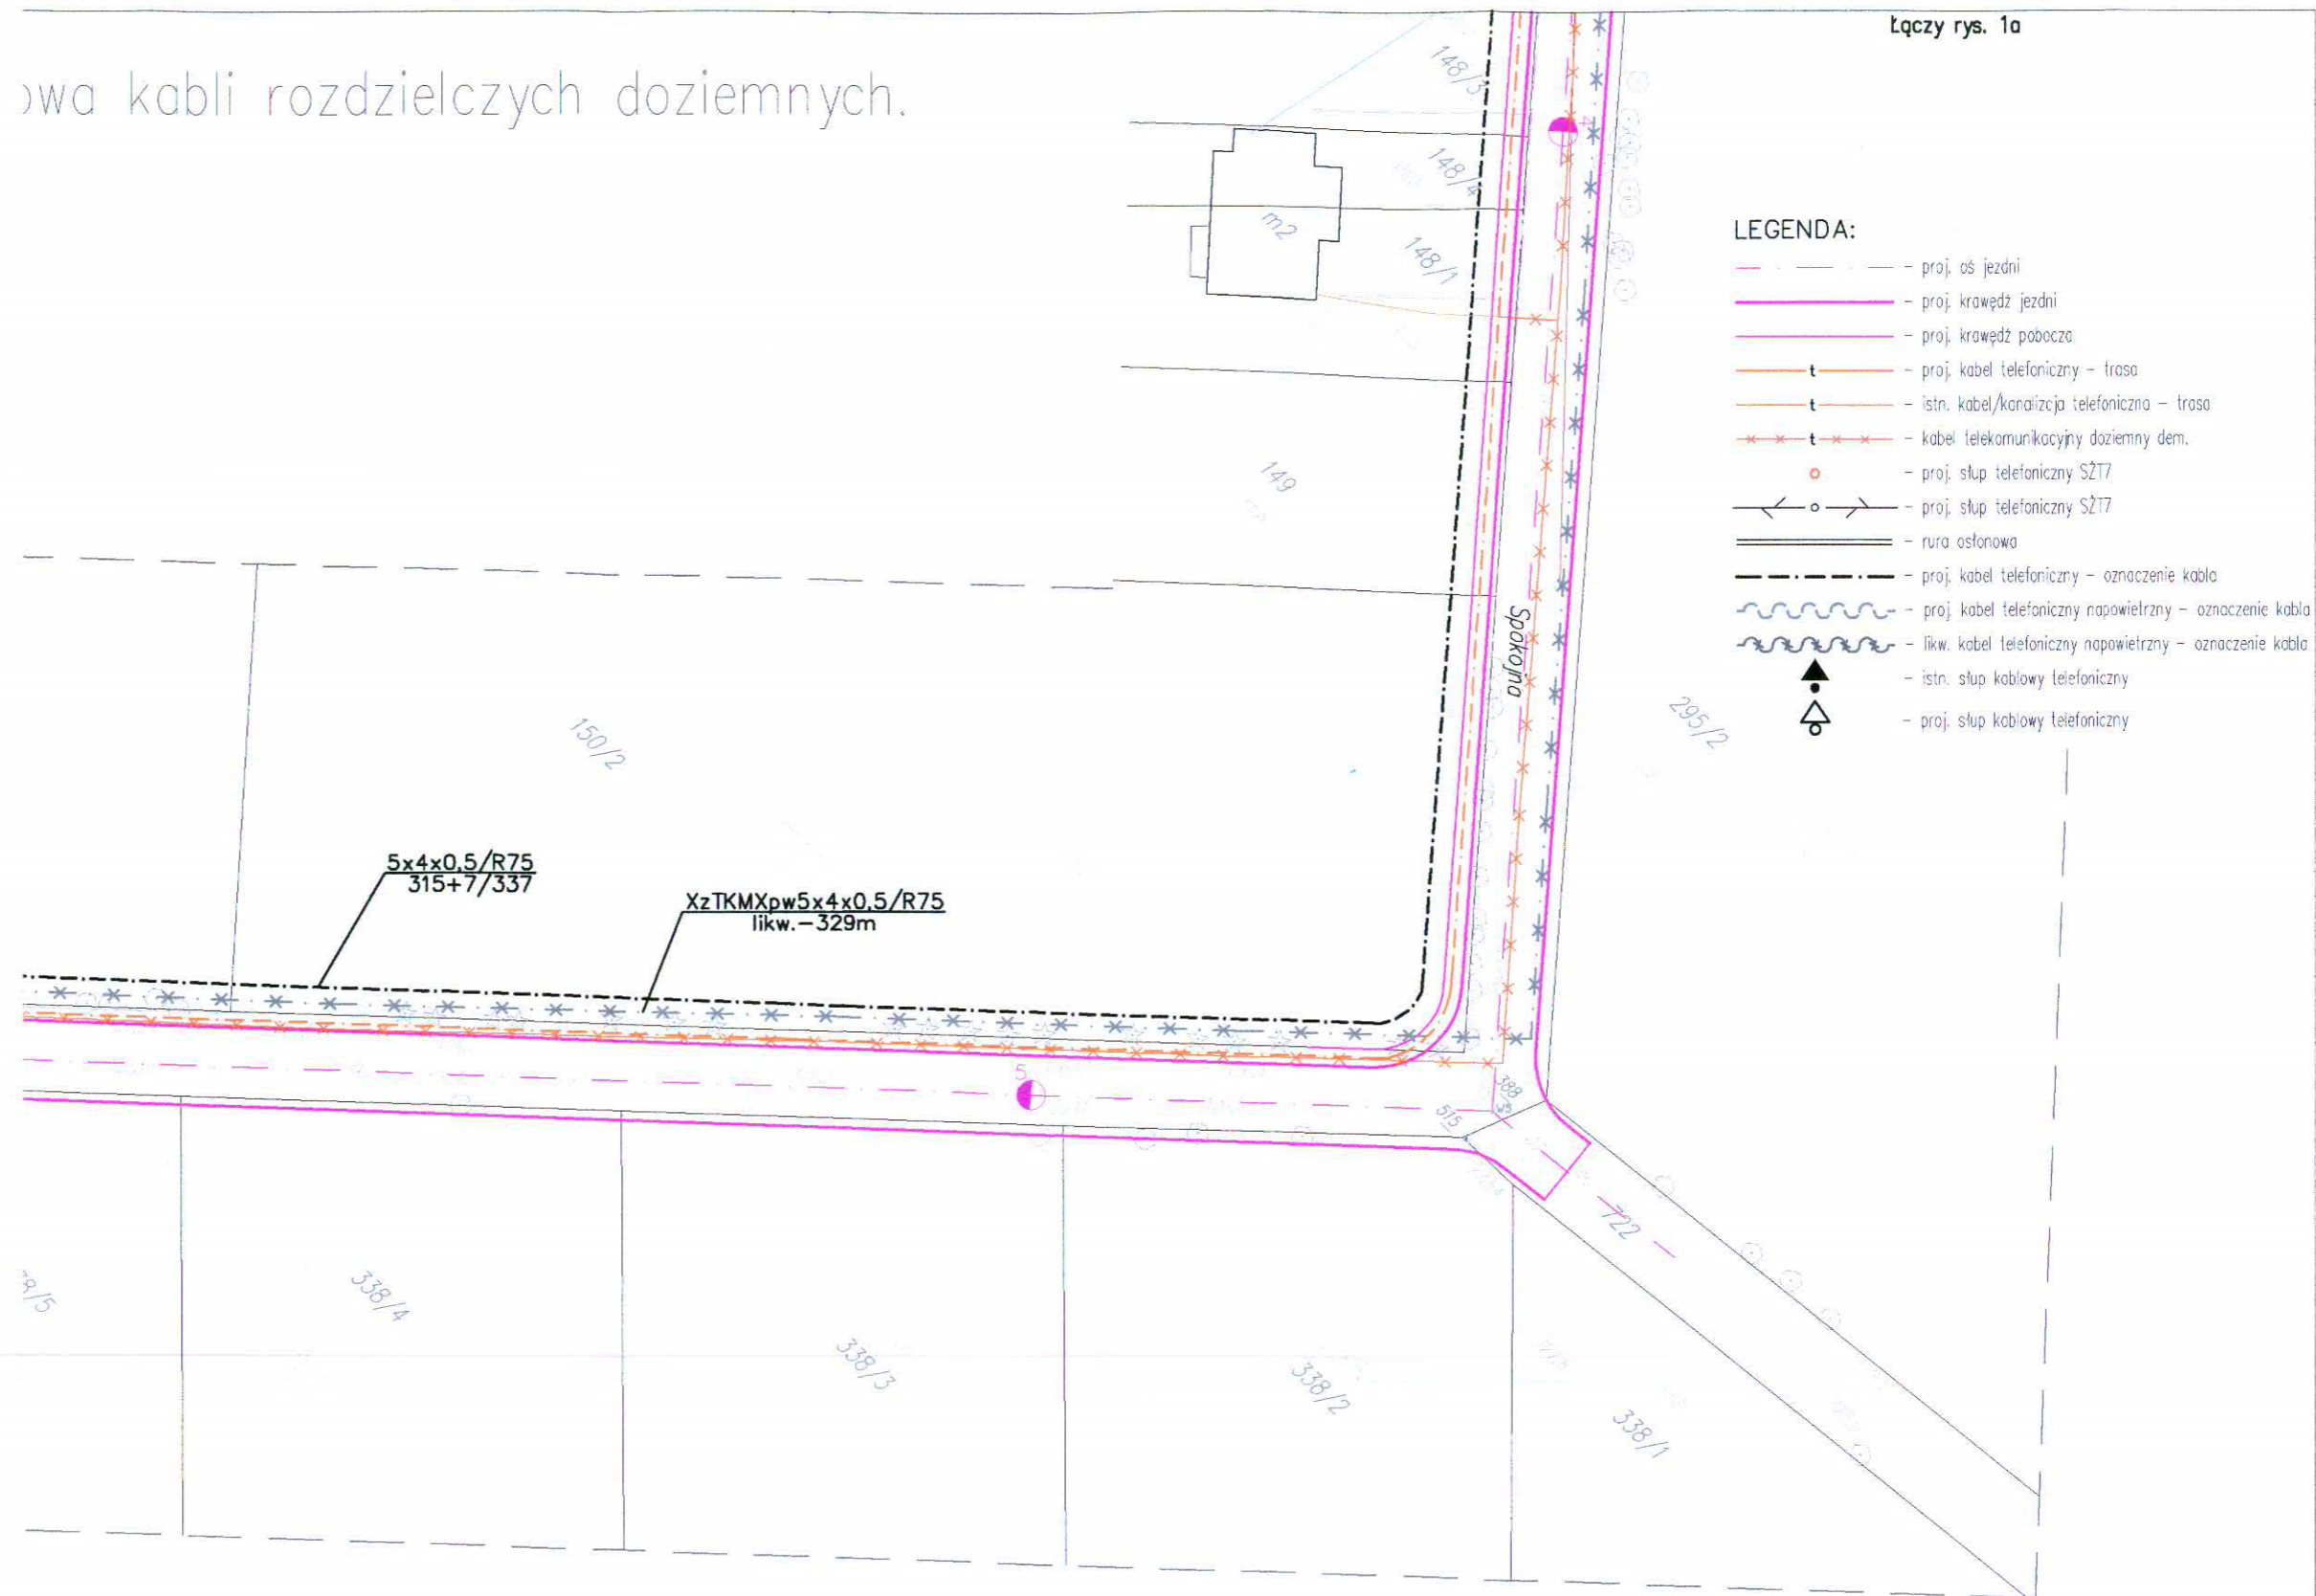 Łączy rys. 1a
owa kabli rozdzielczych doziemnych.
148/3
4
148/4
m2
148/1
LEGENDA:
- proj. oś jezdni
- proj. krawędź jezdni
- proj. krawędź pobocza
t - proj. kabel telefoniczny - trasa
t - istn. kabel/kanalizcja telefoniczna - trasa
t - kabel telekomunikacyjny doziemny dem.
- proj. słup telefoniczny SŻT7
- proj. słup telefoniczny SŻT7
- rura osłonowa
- proj. kabel telefoniczny - oznaczenie kabla
- proj. kabel telefoniczny napowietrzny - oznaczenie kabla
- likw. kabel telefoniczny napowietrzny - oznaczenie kabla
- istn. słup kablowy telefoniczny
- proj. słup kablowy telefoniczny
149
Spokojna
150/2
295/2
5x4x0,5/R75
315+7/337
XzTKMXpw5x4x0,5/R75
likw.-329m
5
388
515
722
8/5
338/4
338/3
338/2
338/1